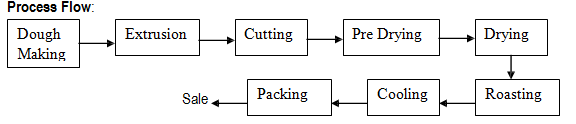 Process Flow:
Dough
Making
Extrusion
Cutting
Pre Drying
Drying
Roasting
Cooling
Packing
Sale